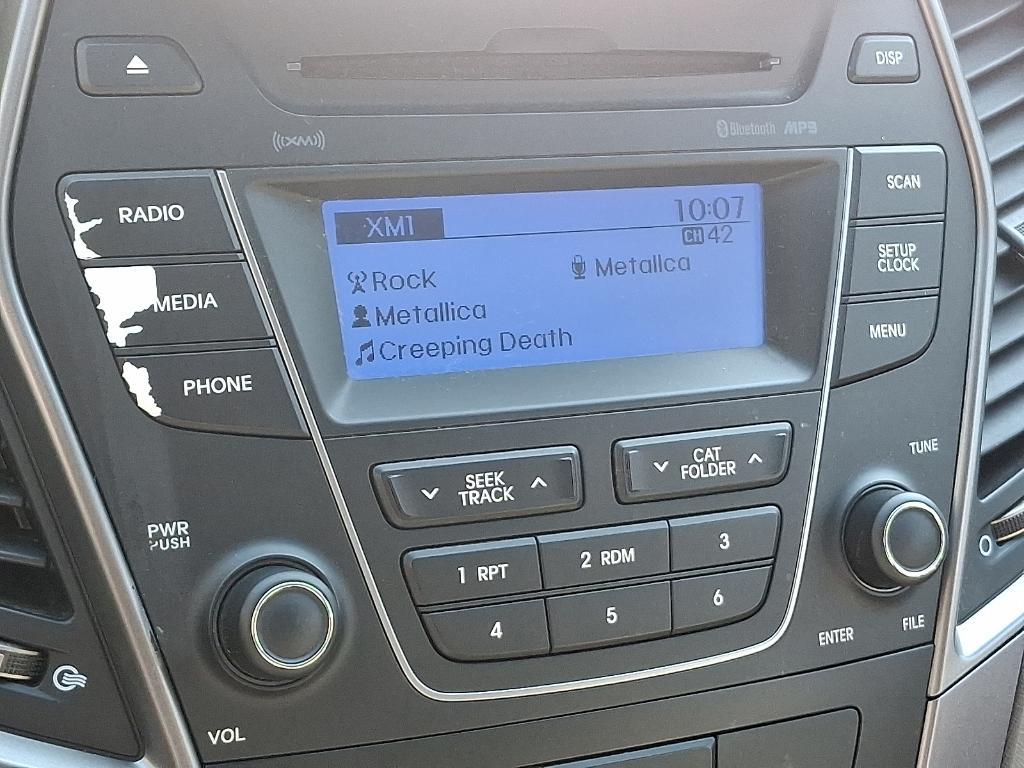 DISP
XM
Bluetooth MP3
RADIO
MEDIA
PHONE
XM1
10:07
CH 42
Rock
Metallca
Metallica
Creeping Death
SCAN
SETUP
CLOCK
MENU
SEEK
TRACK
CAT
FOLDER
TUNE
PWR
PUSH
1 RPT
2 RDM
3
4
5
6
ENTER
FILE
VOL